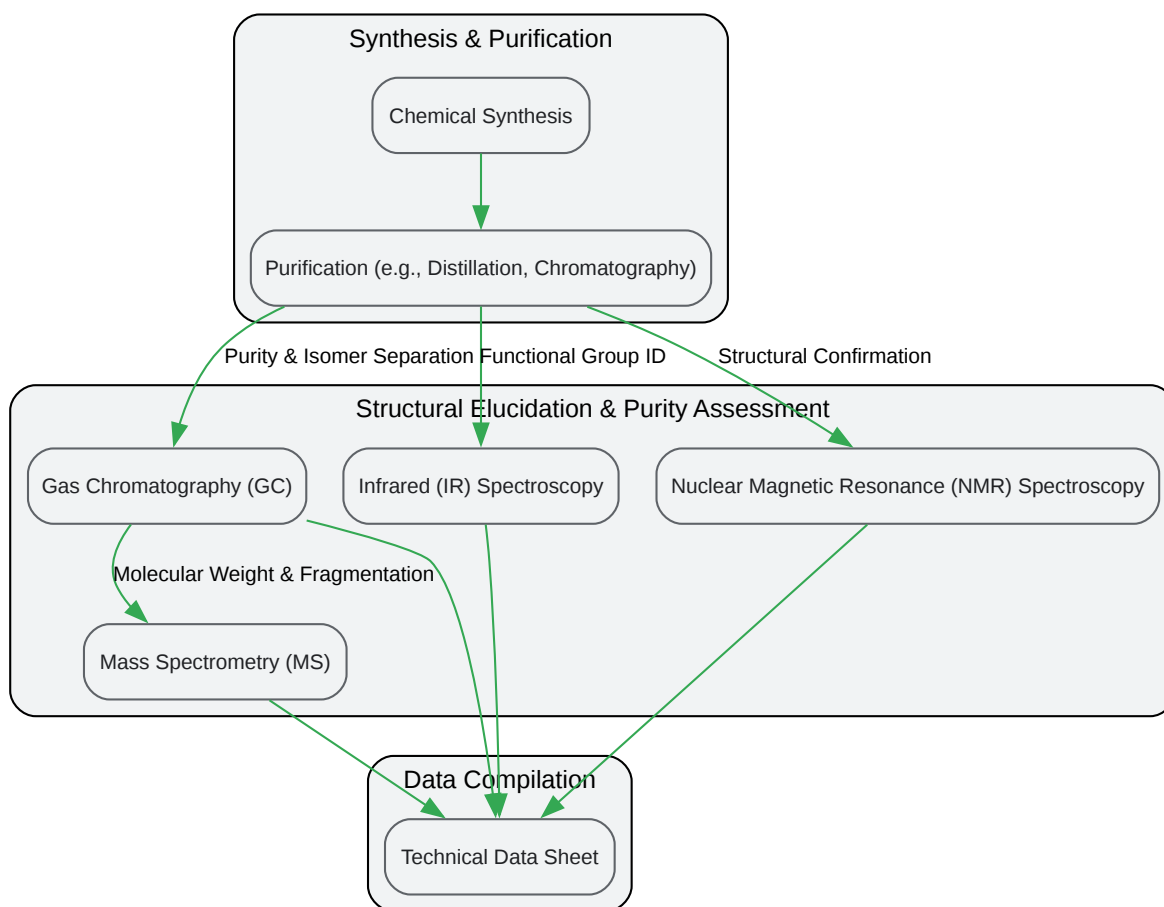 Synthesis & Purification
Chemical Synthesis
Purification (e.g., Distillation, Chromatography)
Purity & Isomer Separation
Functional Group ID
Structural Confirmation
Structural Elucidation & Purity Assessment
Gas Chromatography (GC)
Infrared (IR) Spectroscopy
Nuclear Magnetic Resonance (NMR) Spectroscopy
Molecular Weight & Fragmentation
Mass Spectrometry (MS)
Data Compilation
Technical Data Sheet